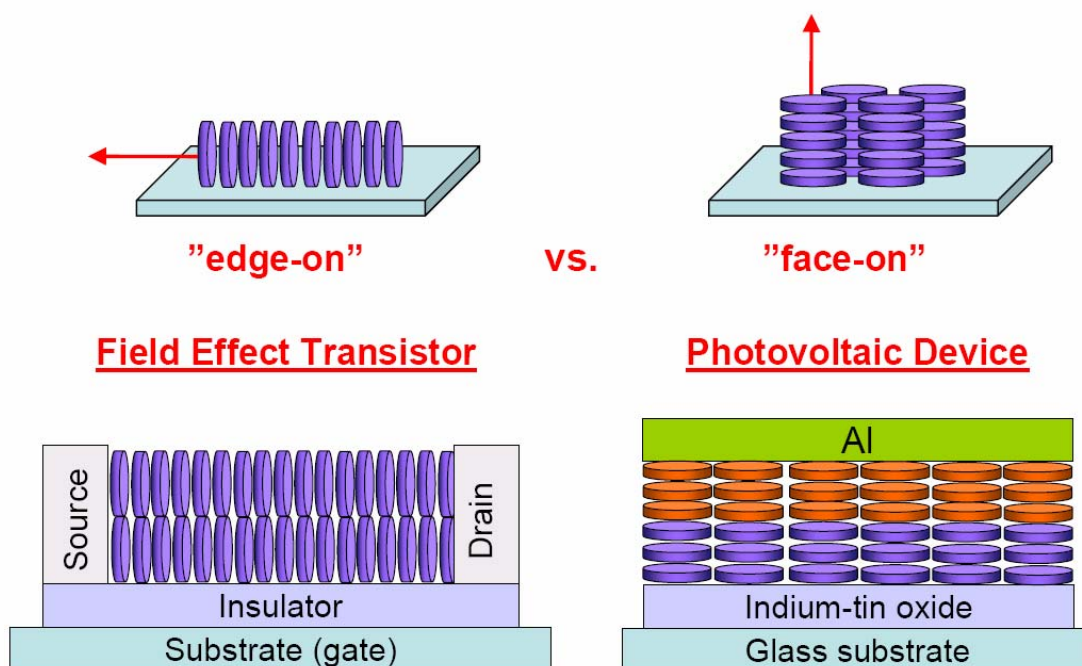 ”edge-on”
vs.
”face-on”
Field Effect Transistor
Photovoltaic Device
Source
Drain
Insulator
Substrate (gate)
Al
Indium-tin oxide
Glass substrate